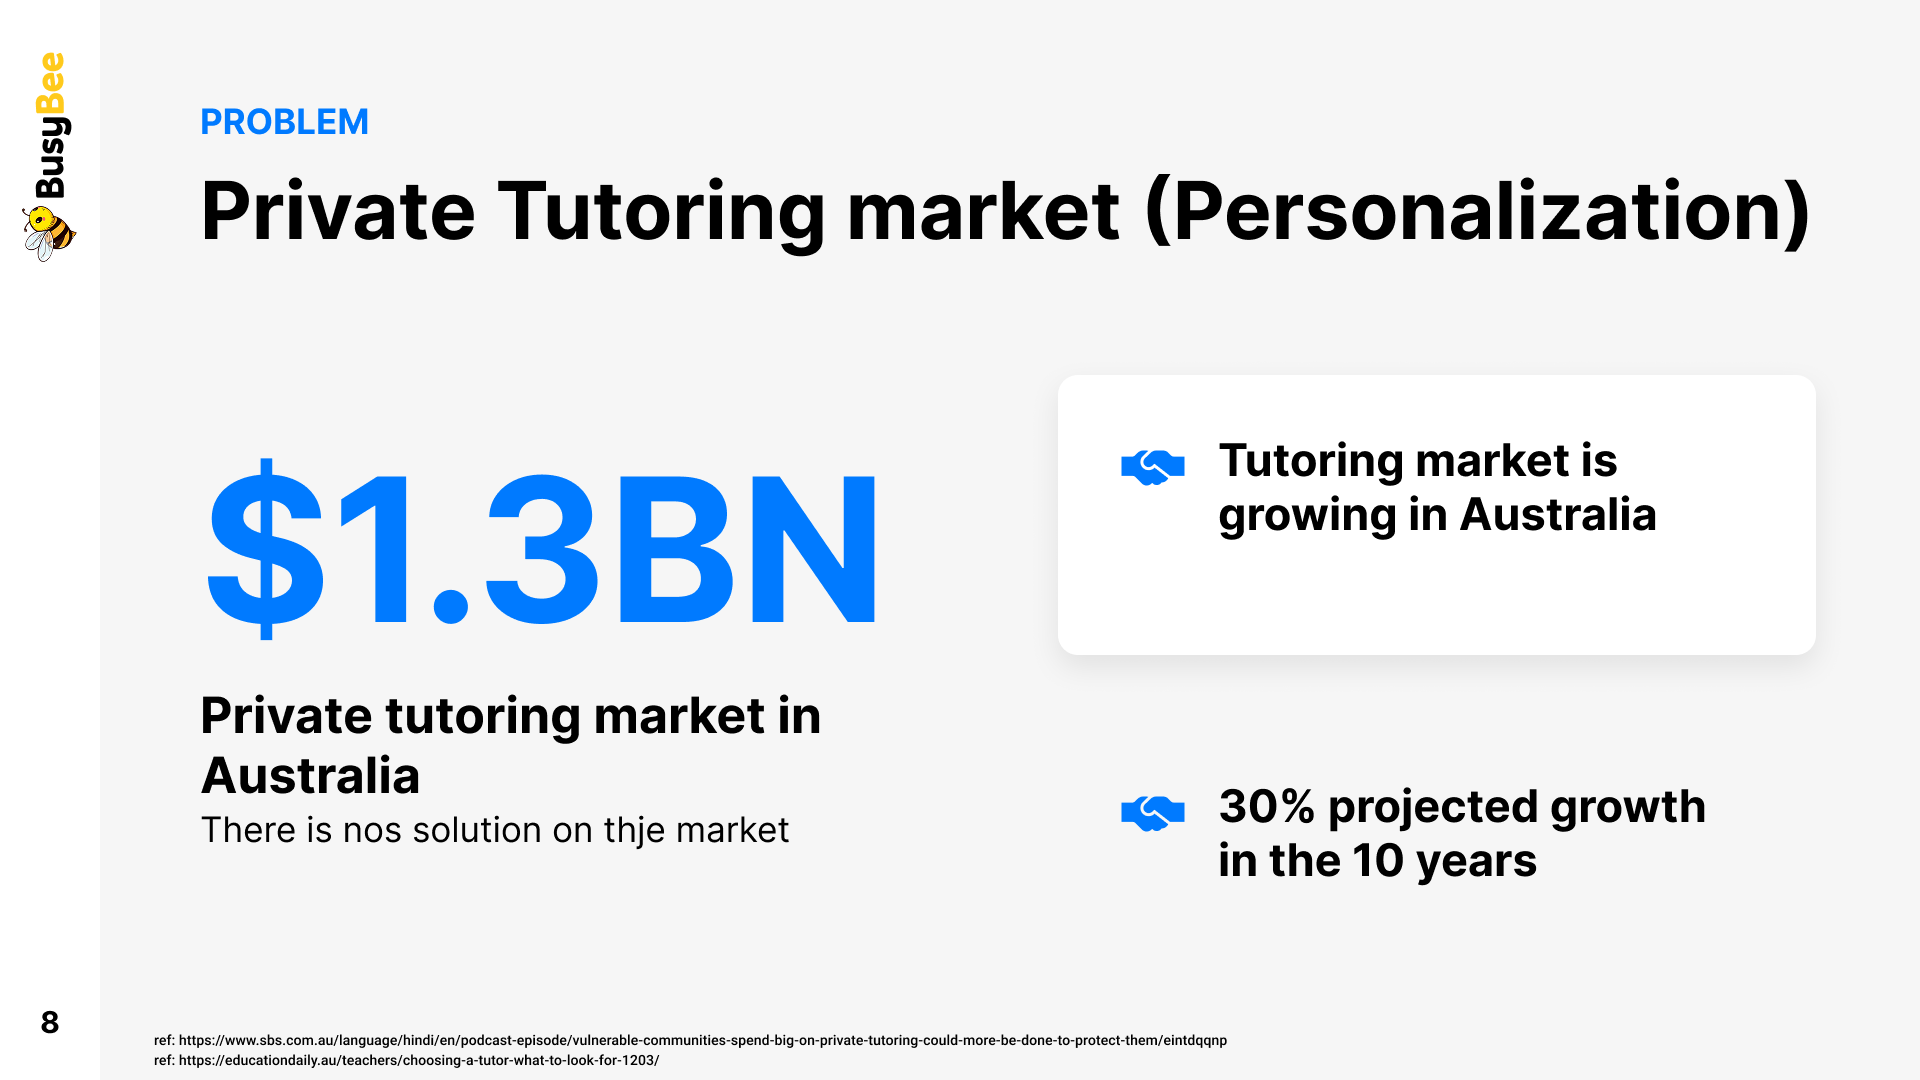 BusyBee
PROBLEM
Private Tutoring market (Personalization)
$1.3BN
Private tutoring market in
Australia
There is nos solution on thje market
Tutoring market is
growing in Australia
30% projected growth
in the 10 years
8
ref: https://www.sbs.com.au/language/hindi/en/podcast-episode/vulnerable-communities-spend-big-on-private-tutoring-could-more-be-done-to-protect-them/eintdqqnp
ref: https://educationdaily.au/teachers/choosing-a-tutor-what-to-look-for-1203/